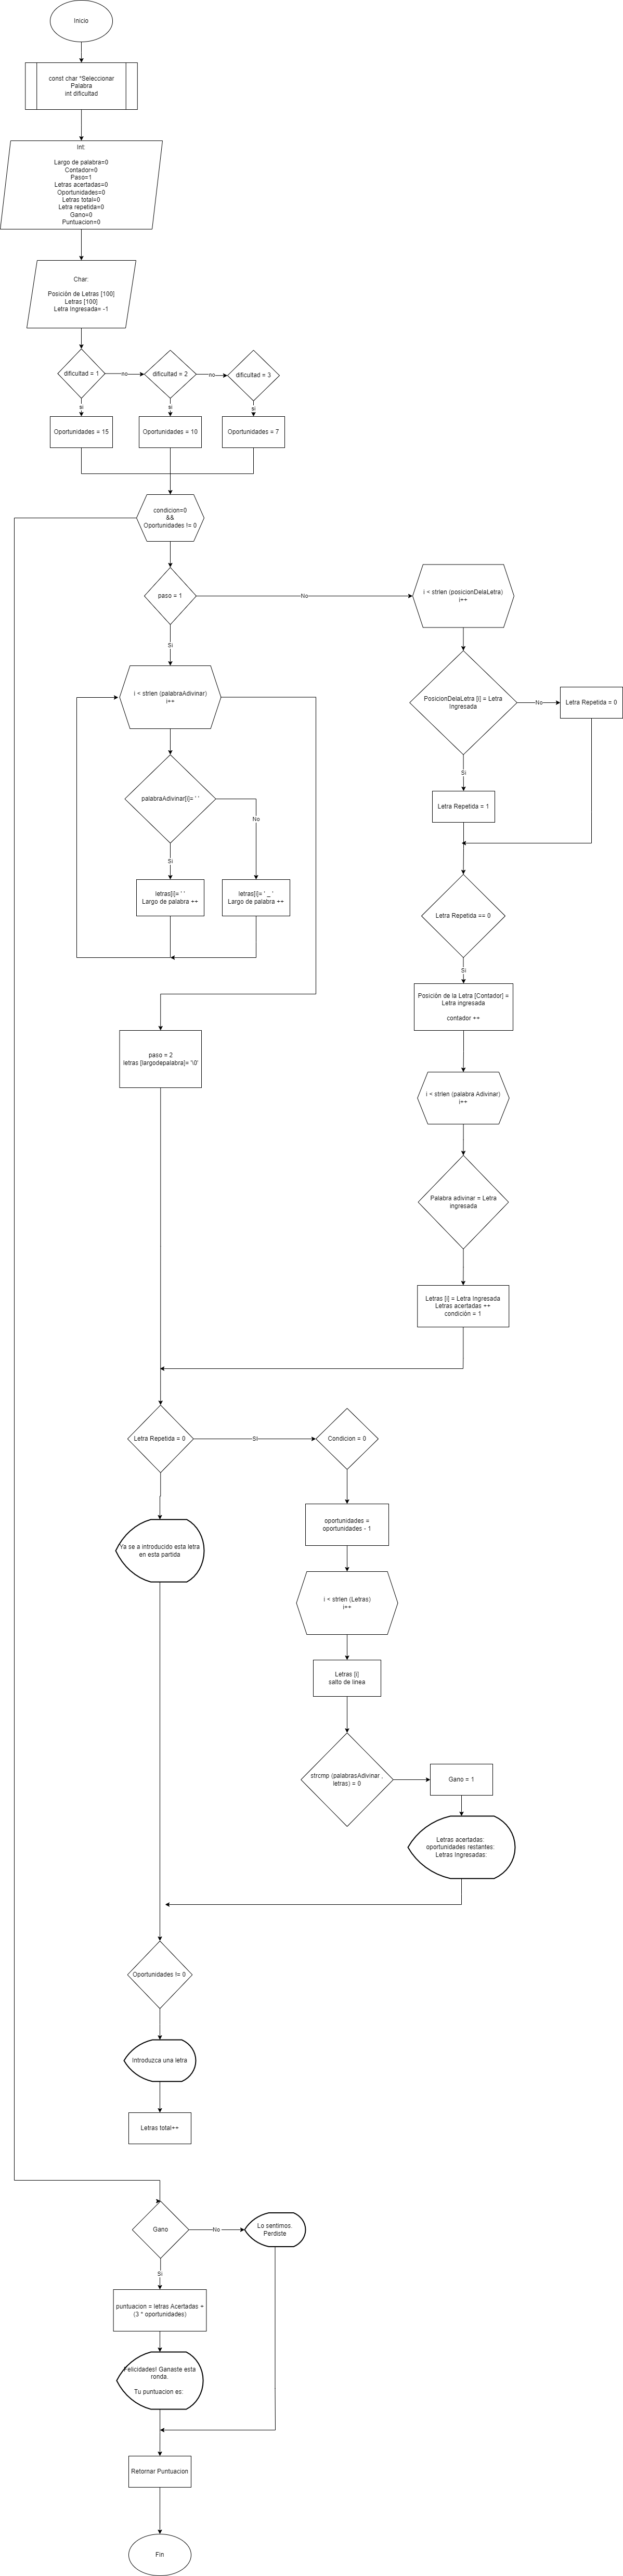 Inicio
const char *Seleccionar
Palabra
int dificultad
Int:
Largo de palabra=0
Contador=0
Paso=1
Letras acertadas=0
Oportunidades=0
Letras total=0
Letra repetida=0
Gano=0
Puntuacion=0
Char:
Posición de Letras [100]
Letras [100]
Letra Ingresada= -1
dificultad = 1
no
dificultad = 2
no
dificultad = 3
si
si
si
Oportunidades = 15
Oportunidades = 10
Oportunidades = 7
condicion=0
&&
Oportunidades != 0
paso = 1
No
i < strlen (posicionDelaLetra)
i++
Si
i < strlen (palabraAdivinar)
i++
PosicionDelaLetra [i] = Letra
Ingresada
No
Letra Repetida = 0
Si
palabraAdivinar[i]= ' '
No
Letra Repetida = 1
Si
letras[i]= ' '
Largo de palabra ++
letras[i]= ' _ '
Largo de palabra ++
Letra Repetida == 0
Si
Posición de la Letra [Contador] =
Letra ingresada
contador ++
paso = 2
letras [largodepalabra]= '\0'
i < strlen (palabra Adivinar)
i++
Palabra adivinar = Letra
ingresada
Letras [i] = Letra Ingresada
Letras acertadas ++
condición = 1
Letra Repetida = 0
SI
Condicion = 0
oportunidades =
oportunidades - 1
Ya se a introducido esta letra
en esta partida
i < strlen (Letras)
i++
Letras [i]
salto de linea
strcmp (palabrasAdivinar ,
letras) = 0
Gano = 1
Letras acertadas:
oportunidades restantes:
Letras Ingresadas:
Oportunidades != 0
Introduzca una letra
Letras total++
Gano
No
Lo sentimos.
Perdiste
Si
puntuacion = letras Acertadas +
(3 * oportunidades)
Felicidades! Ganaste esta
ronda.
Tu puntuacion es:
Retornar Puntuacion
Fin